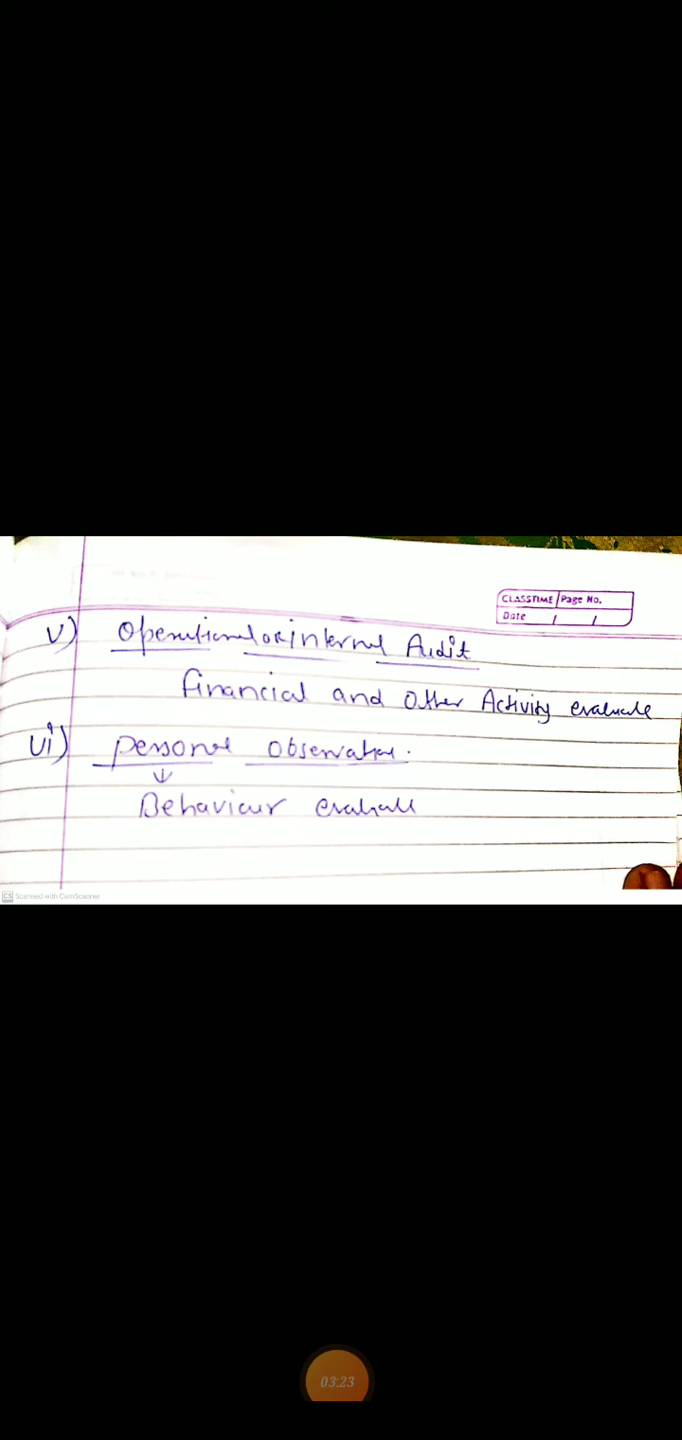 CLASSTIME Page No.
Date / /
v) Operational or internal Audit
financial and other Activity evaluate
vi) personal observation.
↓
Behaviour evaluate
CS Scanned with CamScanner
03:23